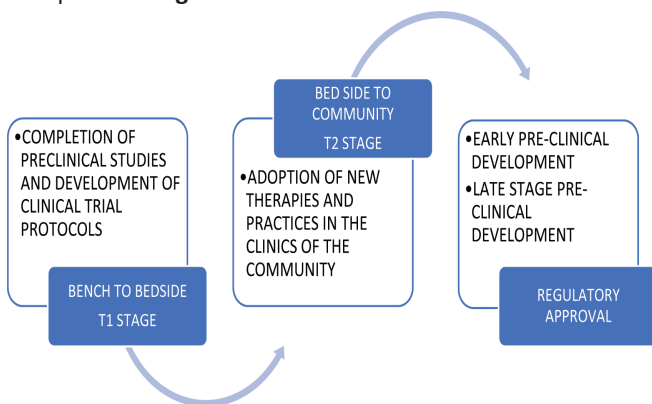 •COMPLETION OF
PRECLINICAL STUDIES
AND DEVELOPMENT OF
CLINICAL TRIAL
PROTOCOLS
BENCH TO BEDSIDE
T1 STAGE
BED SIDE TO
COMMUNITY
T2 STAGE
•ADOPTION OF NEW
THERAPIES AND
PRACTICES IN THE
CLINICS OF THE
COMMUNITY
•EARLY PRE-CLINICAL
DEVELOPMENT
•LATE STAGE PRE-
CLINICAL
DEVELOPMENT
REGULATORY
APPROVAL